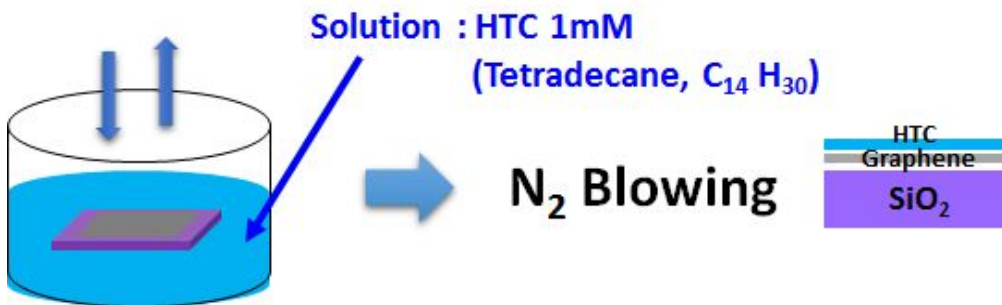 Solution : HTC 1mM
(Tetradecane, C₁₄ H₃₀)
N₂ Blowing
HTC
Graphene
SiO₂